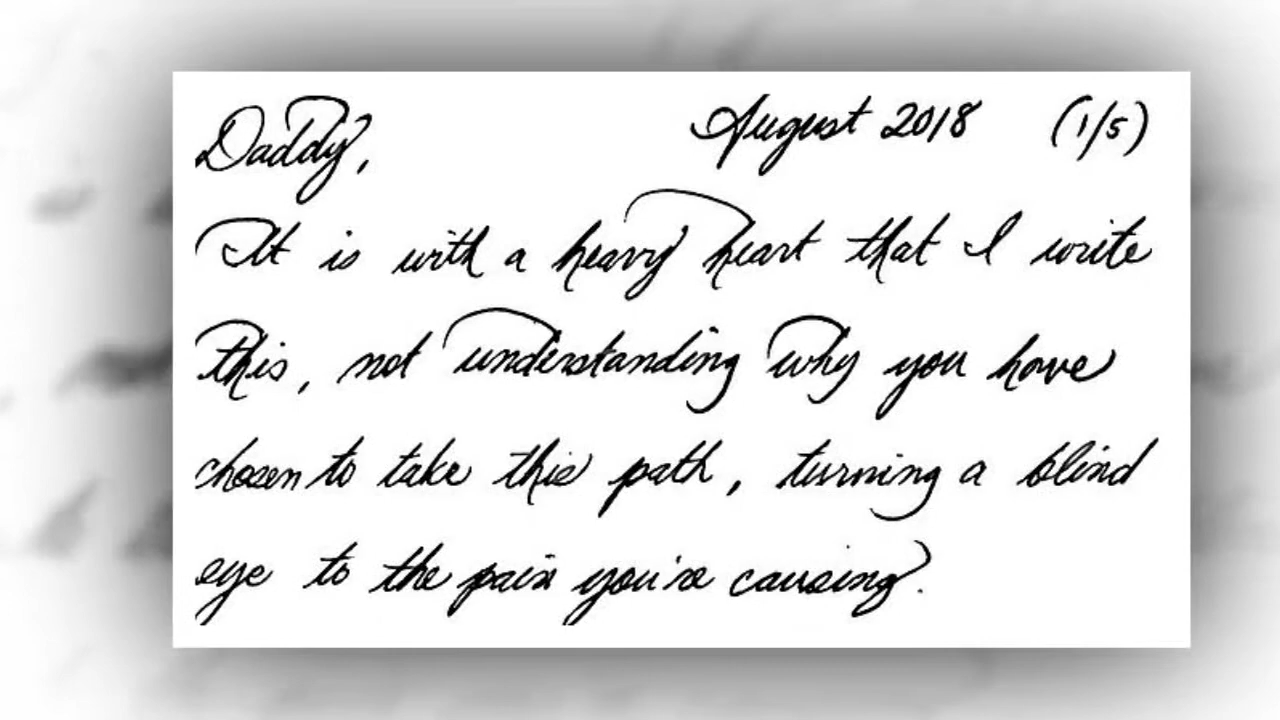 Daddy, August 2018 (1/5)
It is with a heavy heart that I write
this, not understanding why you have
chosen to take this path, turning a blind
eye to the pain you're causing.